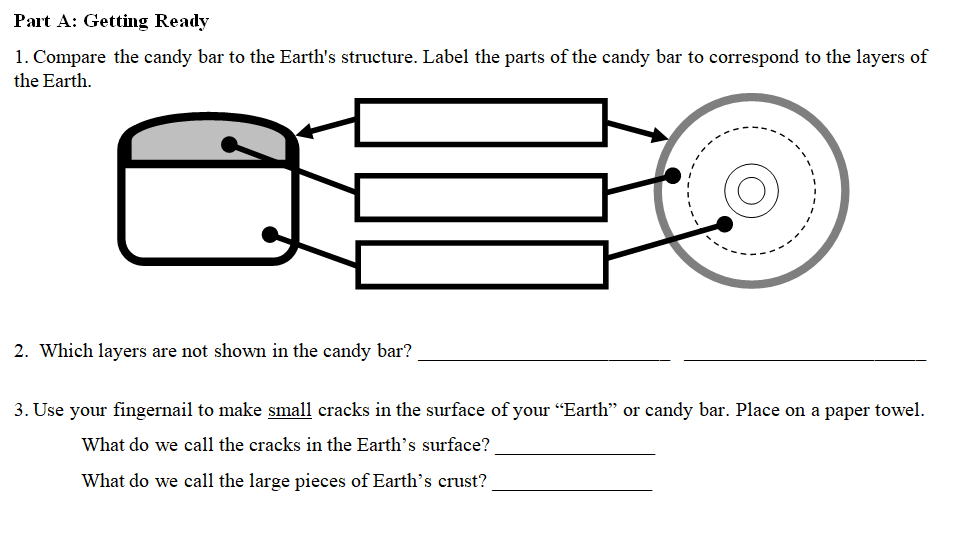 Part A: Getting Ready
1. Compare the candy bar to the Earth's structure. Label the parts of the candy bar to correspond to the layers of
the Earth.
2. Which layers are not shown in the candy bar? __________________________ _________________________
3. Use your fingernail to make small cracks in the surface of your “Earth” or candy bar. Place on a paper towel.
What do we call the cracks in the Earth’s surface? ________________
What do we call the large pieces of Earth’s crust? ________________